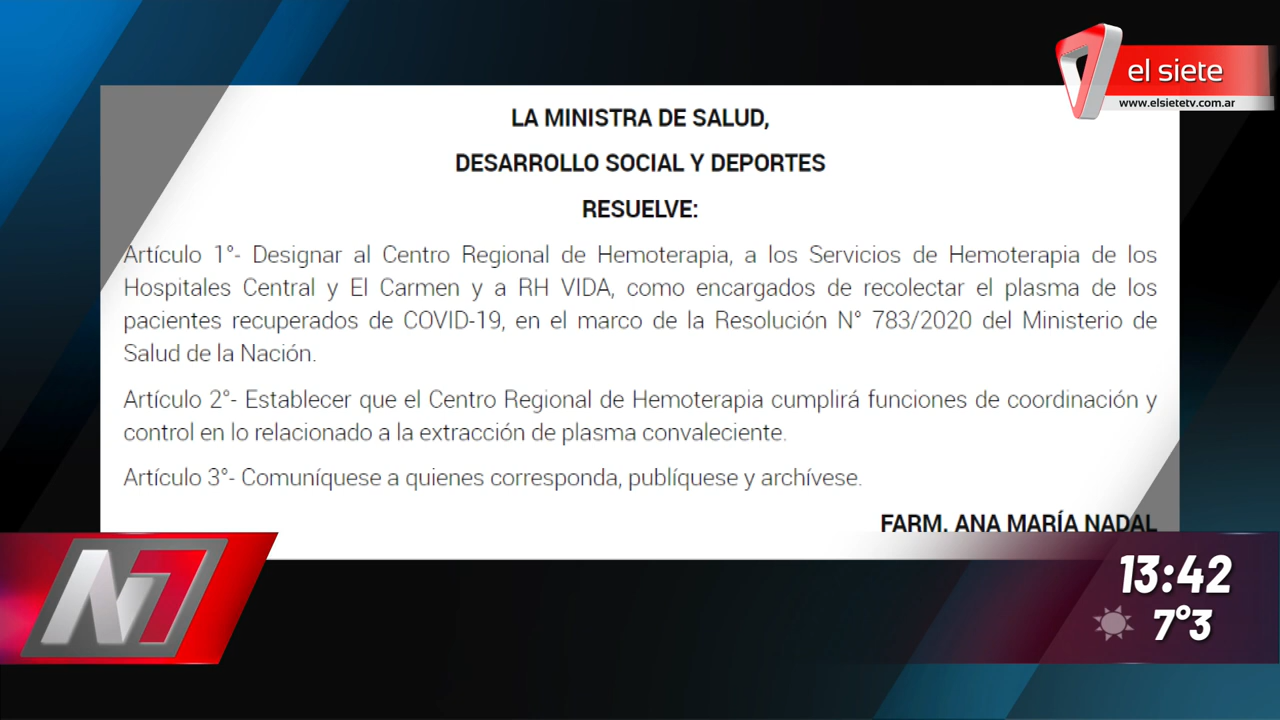 el siete
www.elsietetv.com.ar
LA MINISTRA DE SALUD,
DESARROLLO SOCIAL Y DEPORTES
RESUELVE:
Artículo 1°- Designar al Centro Regional de Hemoterapia, a los Servicios de Hemoterapia de los
Hospitales Central y El Carmen y a RH VIDA, como encargados de recolectar el plasma de los
pacientes recuperados de COVID-19, en el marco de la Resolución N° 783/2020 del Ministerio de
Salud de la Nación.
Artículo 2°- Establecer que el Centro Regional de Hemoterapia cumplirá funciones de coordinación y
control en lo relacionado a la extracción de plasma convaleciente.
Artículo 3°- Comuníquese a quienes corresponda, publíquese y archívese.
FARM. ANA MARÍA NADAL
N7
13:42
7°3